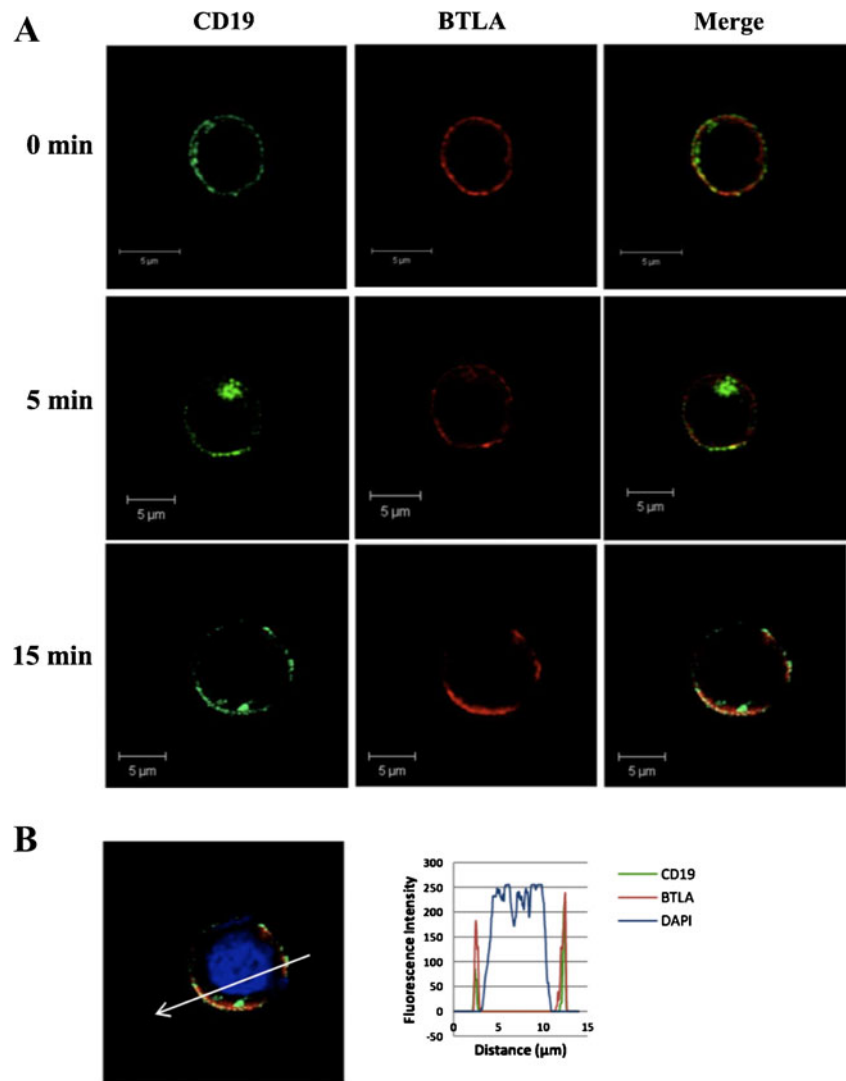 A
CD19 BTLA Merge
0 min
5 µm 5 µm 5 µm
5 min
5 µm 5 µm 5 µm
15 min
5 µm 5 µm 5 µm
B
Fluorescence Intensity
300
250
200
150
100
50
0
-50
0 5 10 15
Distance (µm)
CD19
BTLA
DAPI